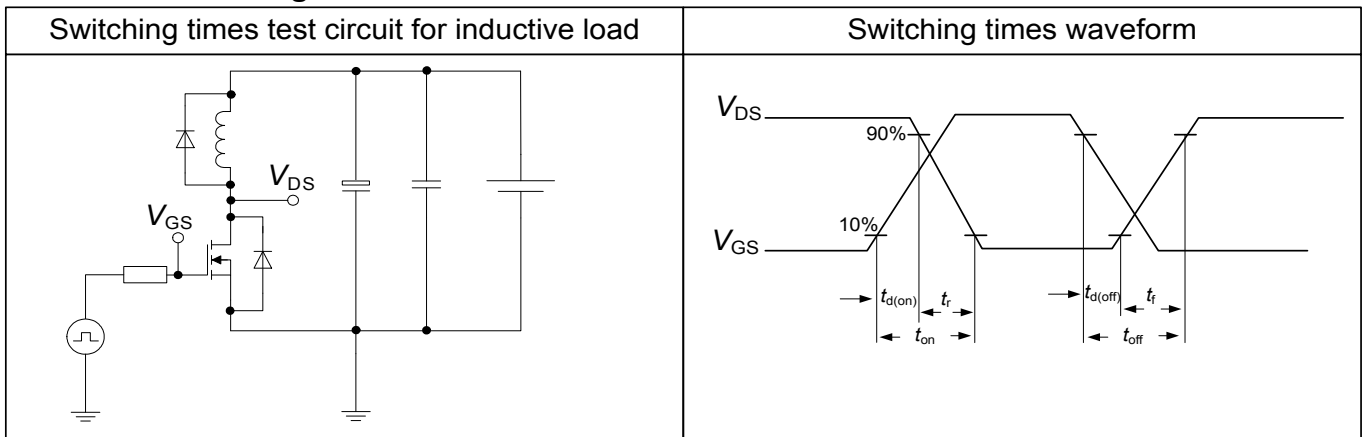 Switching times test circuit for inductive load
Switching times waveform
VDS
VGS
VDS
90%
10%
VGS
td(on)
tr
td(off)
tf
ton
toff